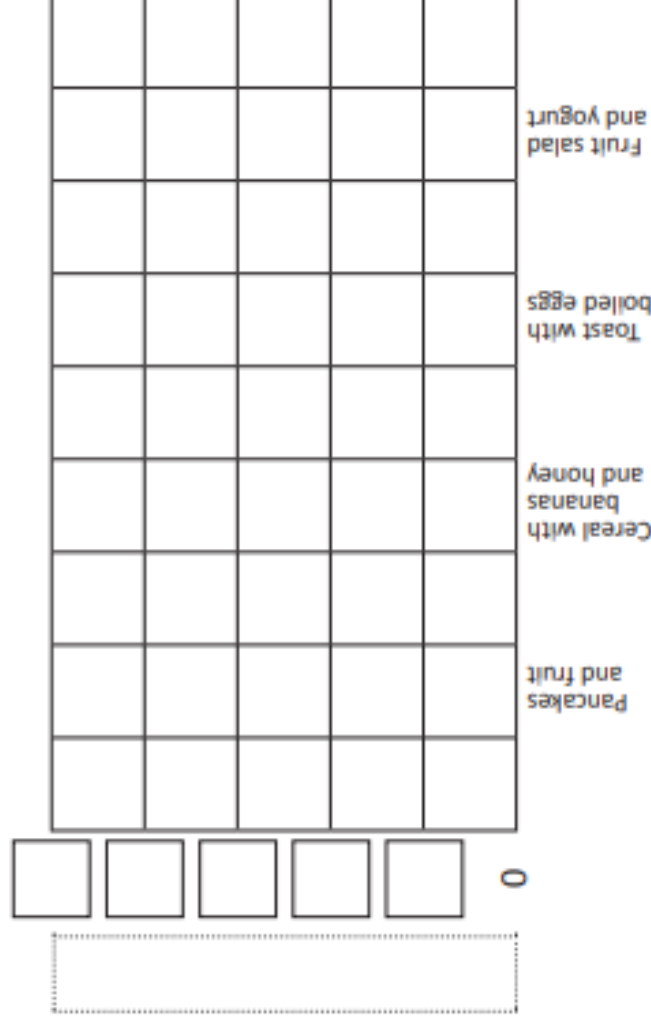 0
Pancakes
and fruit
Cereal with
bananas
and honey
Toast with
boiled eggs
Fruit salad
and yogurt